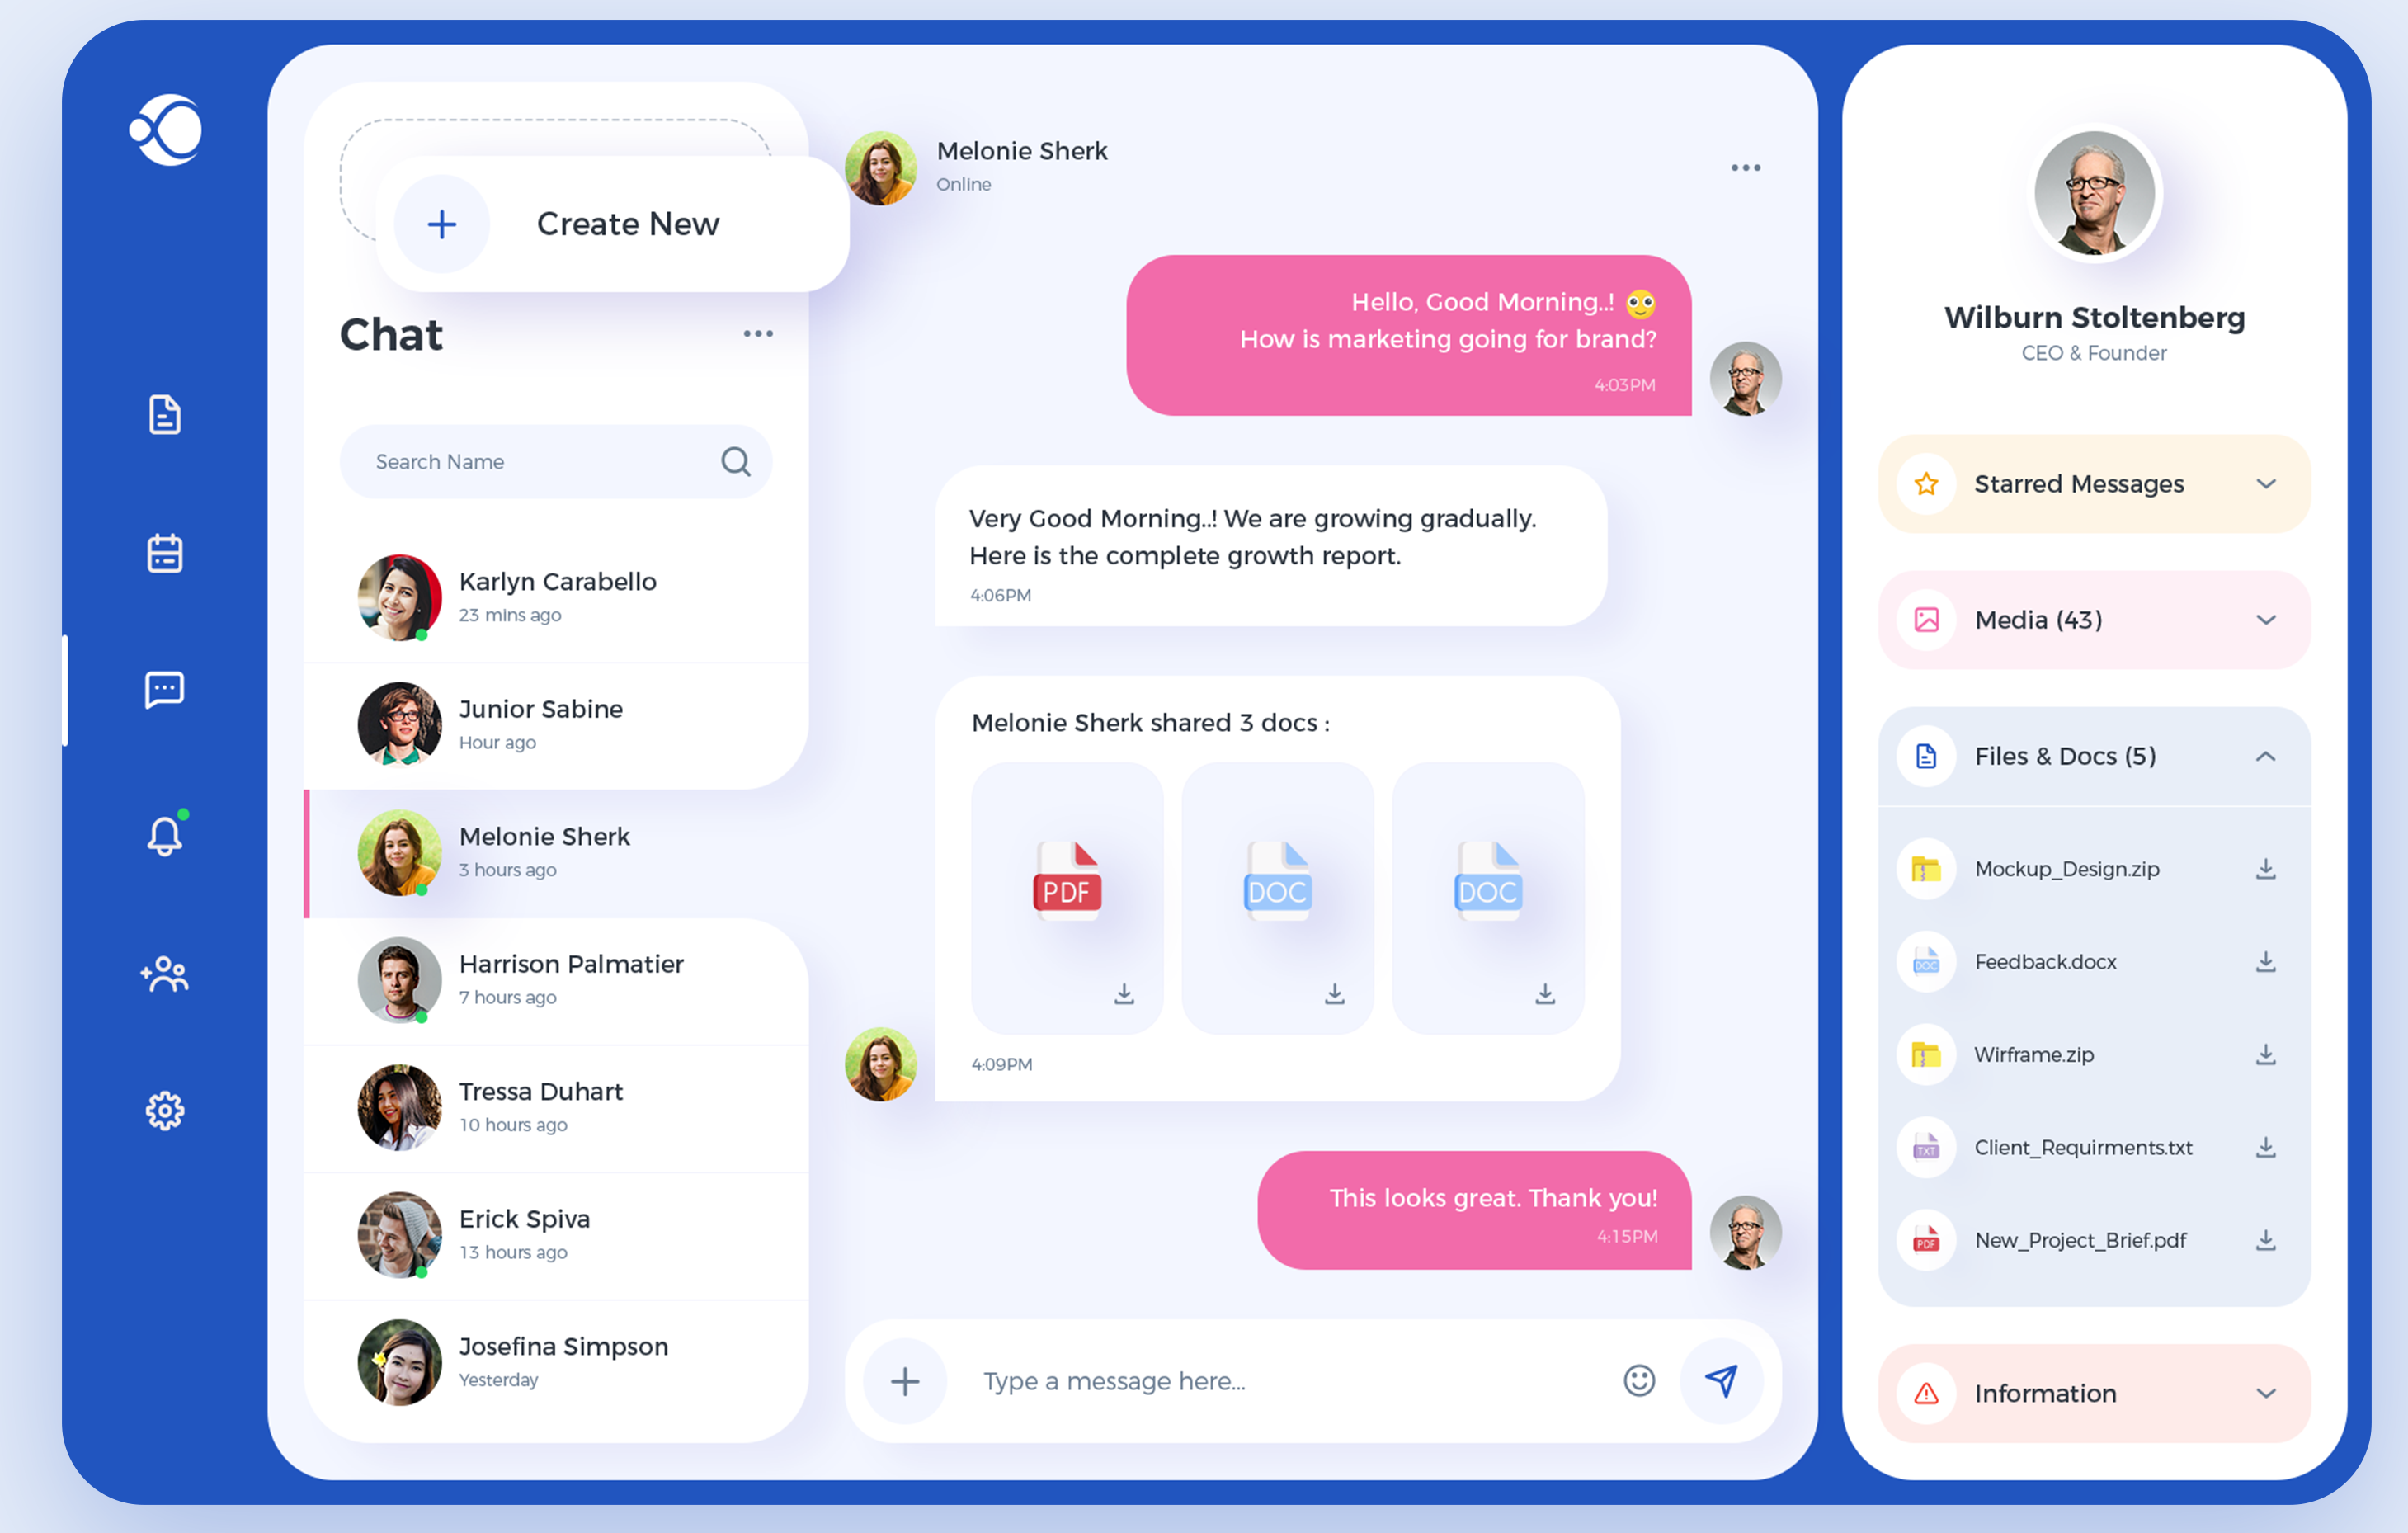 Create New
Chat
Search Name
Karlyn Carabello
23 mins ago
Junior Sabine
Hour ago
Melonie Sherk
3 hours ago
Harrison Palmatier
7 hours ago
Tressa Duhart
10 hours ago
Erick Spiva
13 hours ago
Josefina Simpson
Yesterday
Melonie Sherk
Online
Hello, Good Morning..! 🙄
How is marketing going for brand?
4:03PM
Very Good Morning..! We are growing gradually.
Here is the complete growth report.
4:06PM
Melonie Sherk shared 3 docs :
PDF
DOC
DOC
4:09PM
This looks great. Thank you!
4:15PM
Type a message here...
Wilburn Stoltenberg
CEO & Founder
Starred Messages
Media (43)
Files & Docs (5)
Mockup_Design.zip
DOC
Feedback.docx
Wirframe.zip
TXT
Client_Requirments.txt
PDF
New_Project_Brief.pdf
Information